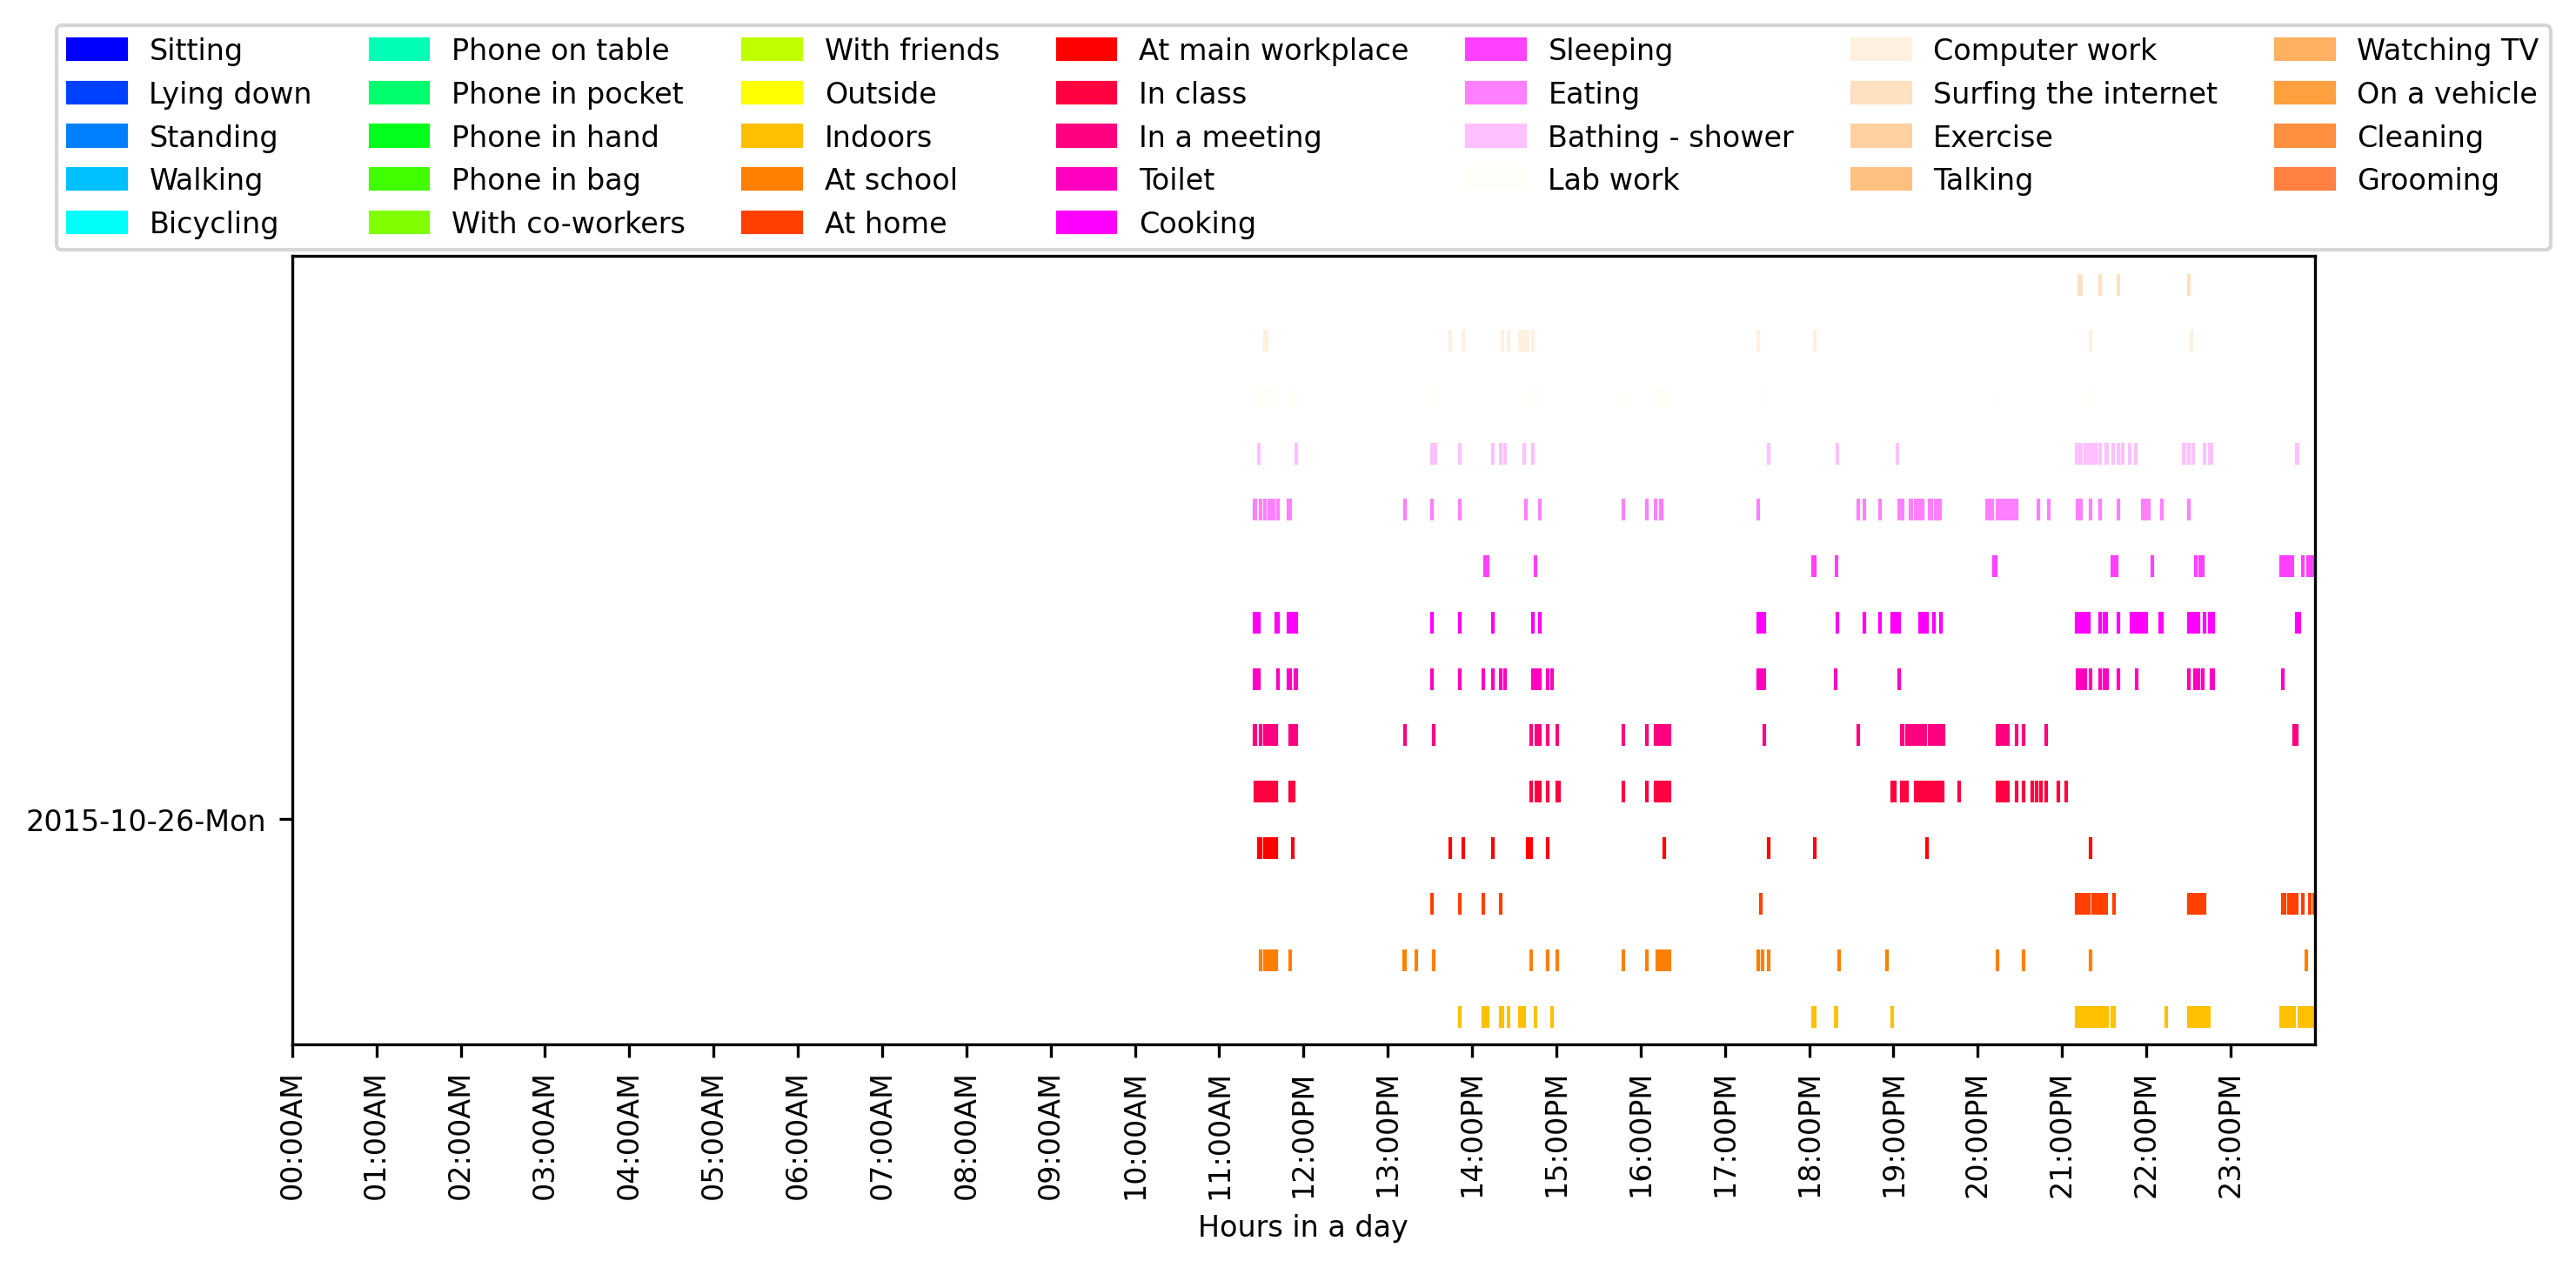 Sitting
Lying down
Standing
Walking
Bicycling
Phone on table
Phone in pocket
Phone in hand
Phone in bag
With co-workers
With friends
Outside
Indoors
At school
At home
At main workplace
In class
In a meeting
Toilet
Cooking
Sleeping
Eating
Bathing - shower
Lab work
Computer work
Surfing the internet
Exercise
Talking
Watching TV
On a vehicle
Cleaning
Grooming
2015-10-26-Mon
00:00AM
01:00AM
02:00AM
03:00AM
04:00AM
05:00AM
06:00AM
07:00AM
08:00AM
09:00AM
10:00AM
11:00AM
12:00PM
13:00PM
14:00PM
15:00PM
16:00PM
17:00PM
18:00PM
19:00PM
20:00PM
21:00PM
22:00PM
23:00PM
Hours in a day